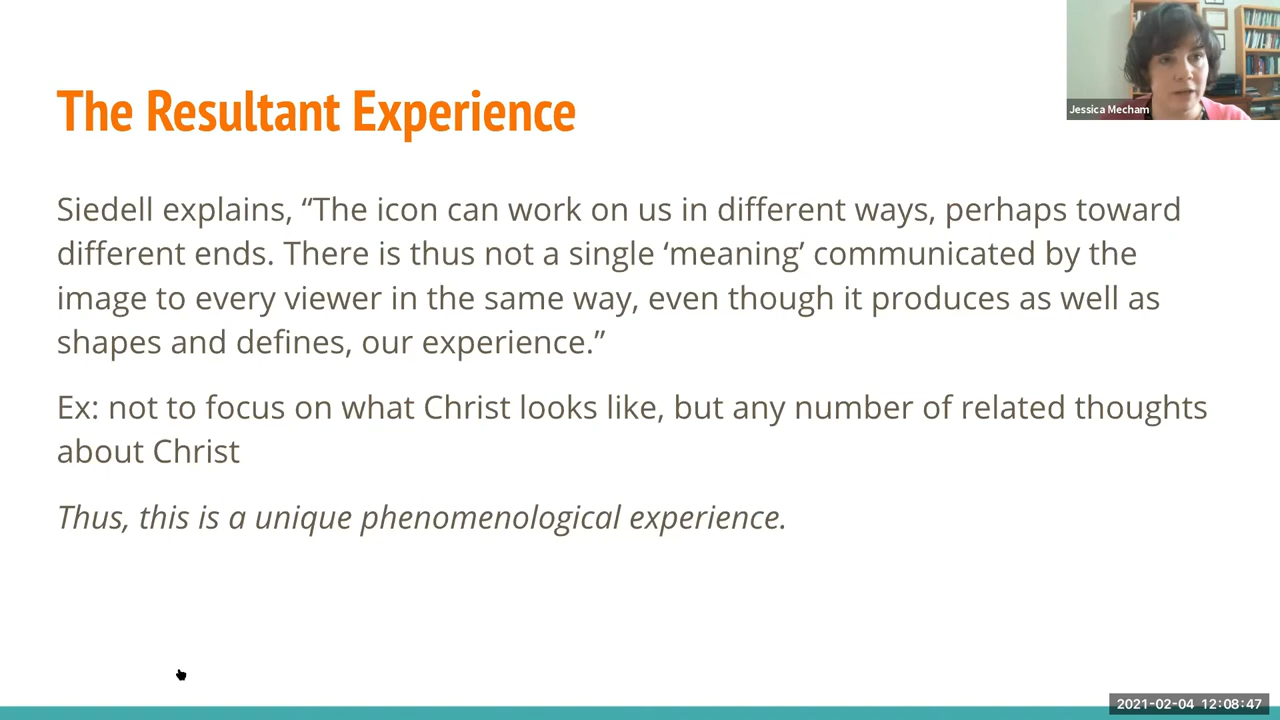 The Resultant Experience
Jessica Mecham
Siedell explains, “The icon can work on us in different ways, perhaps toward
different ends. There is thus not a single ‘meaning’ communicated by the
image to every viewer in the same way, even though it produces as well as
shapes and defines, our experience.”
Ex: not to focus on what Christ looks like, but any number of related thoughts
about Christ
Thus, this is a unique phenomenological experience.
2021-02-04 12:08:47